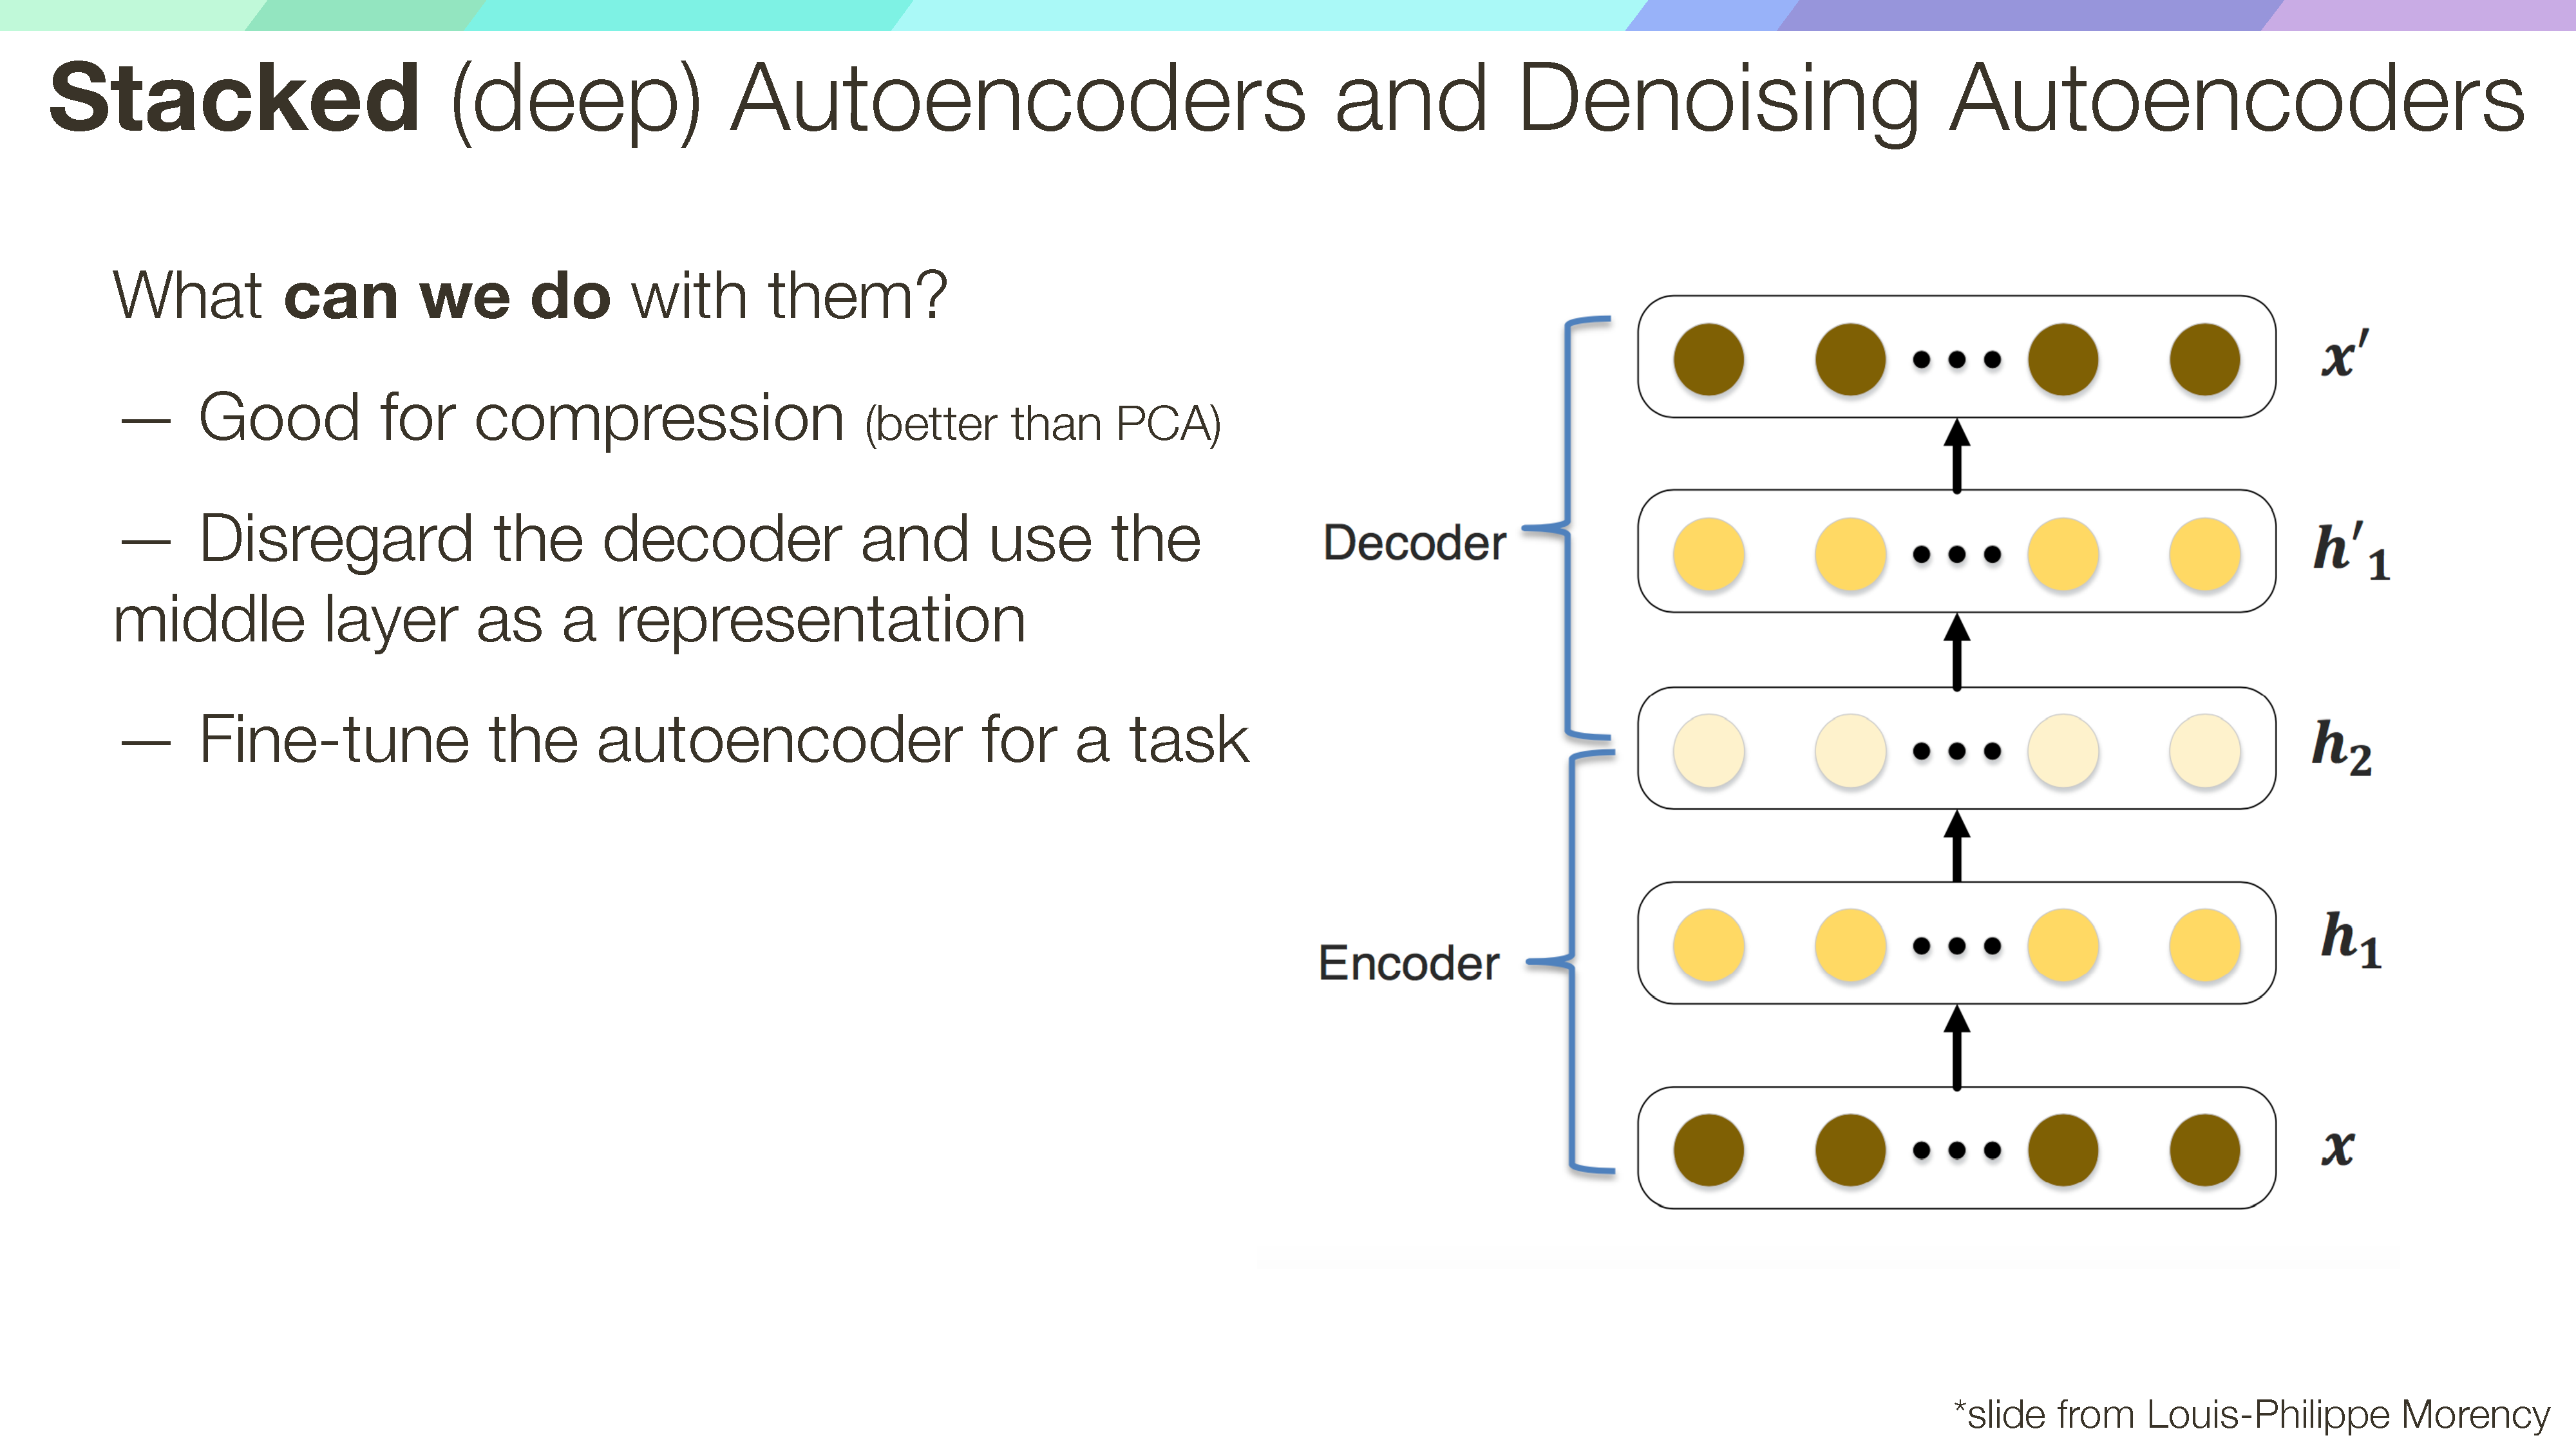 Stacked (deep) Autoencoders and Denoising Autoencoders
What can we do with them?
— Good for compression (better than PCA)
— Disregard the decoder and use the
middle layer as a representation
— Fine-tune the autoencoder for a task
Decoder
Encoder
x′
h′₁
h₂
h₁
x
*slide from Louis-Philippe Morency